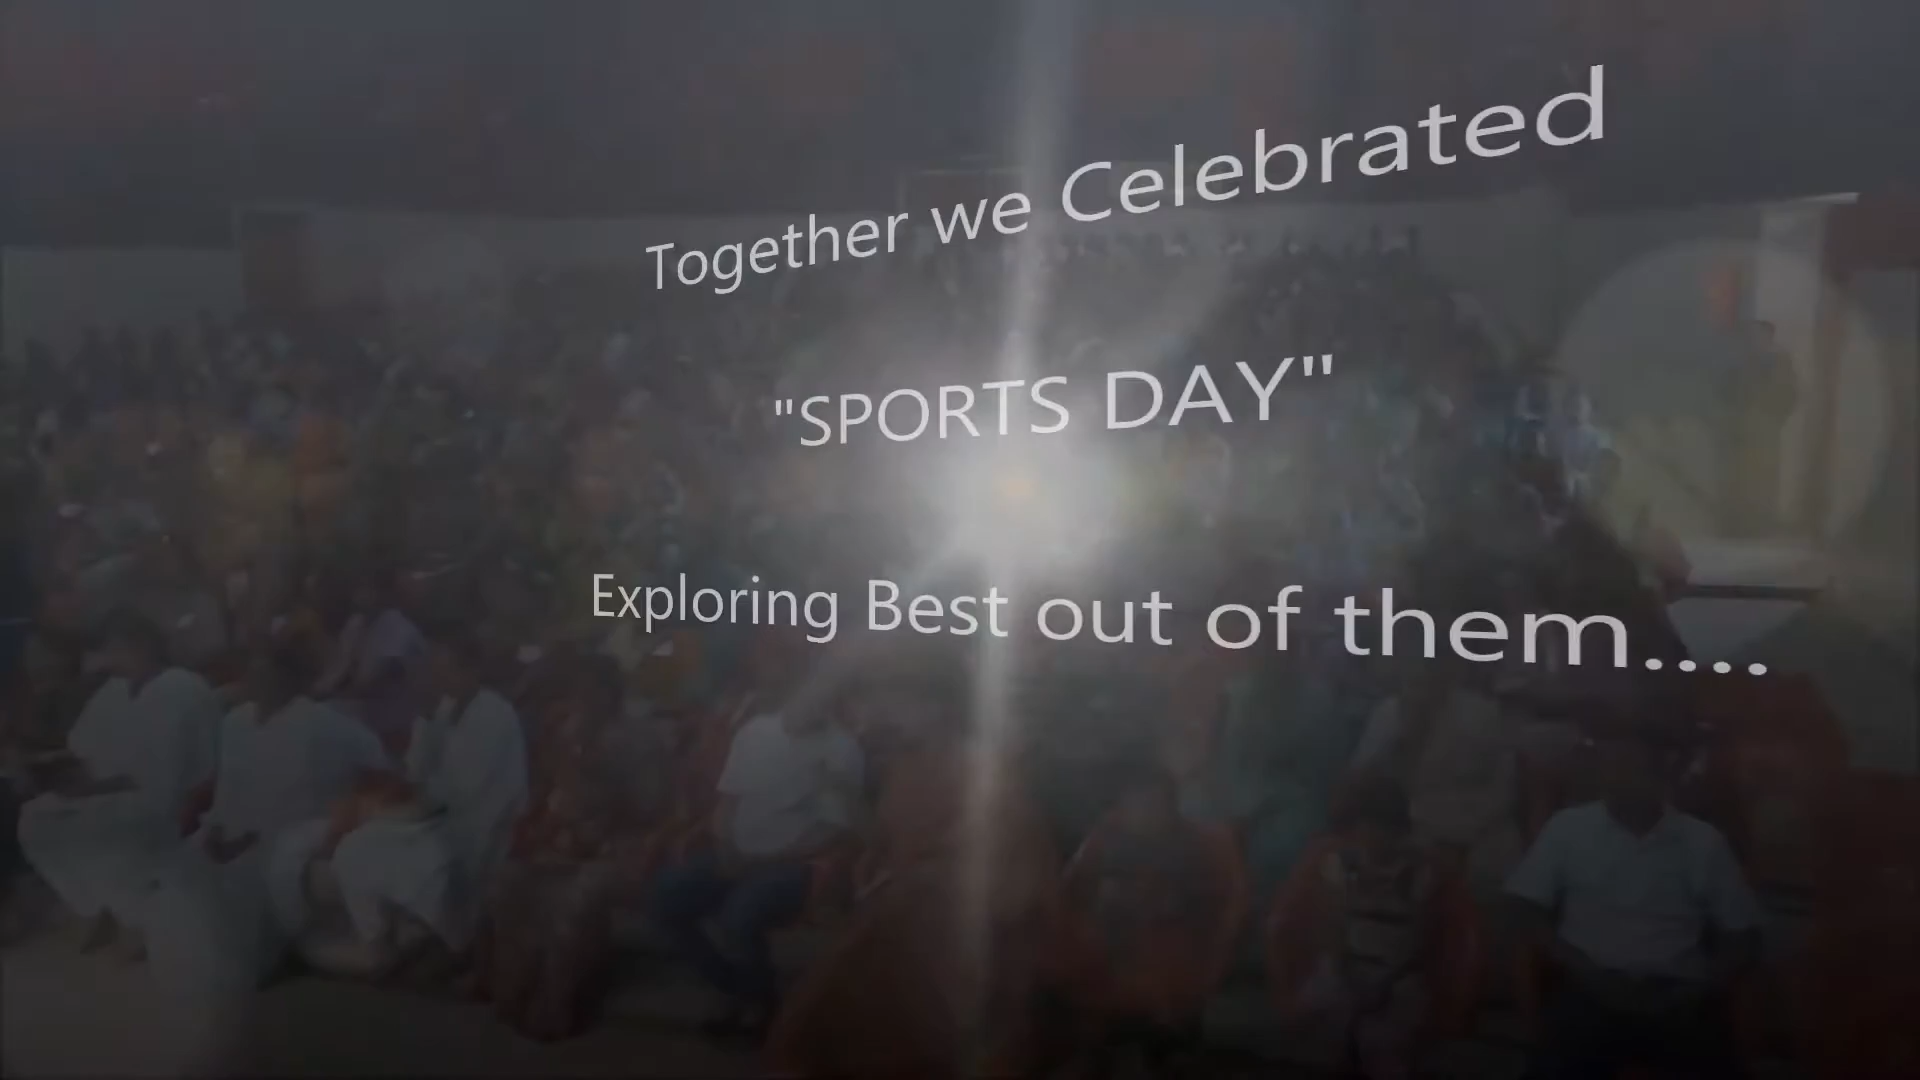 Together we Celebrated
"SPORTS DAY"
Exploring Best out of them....